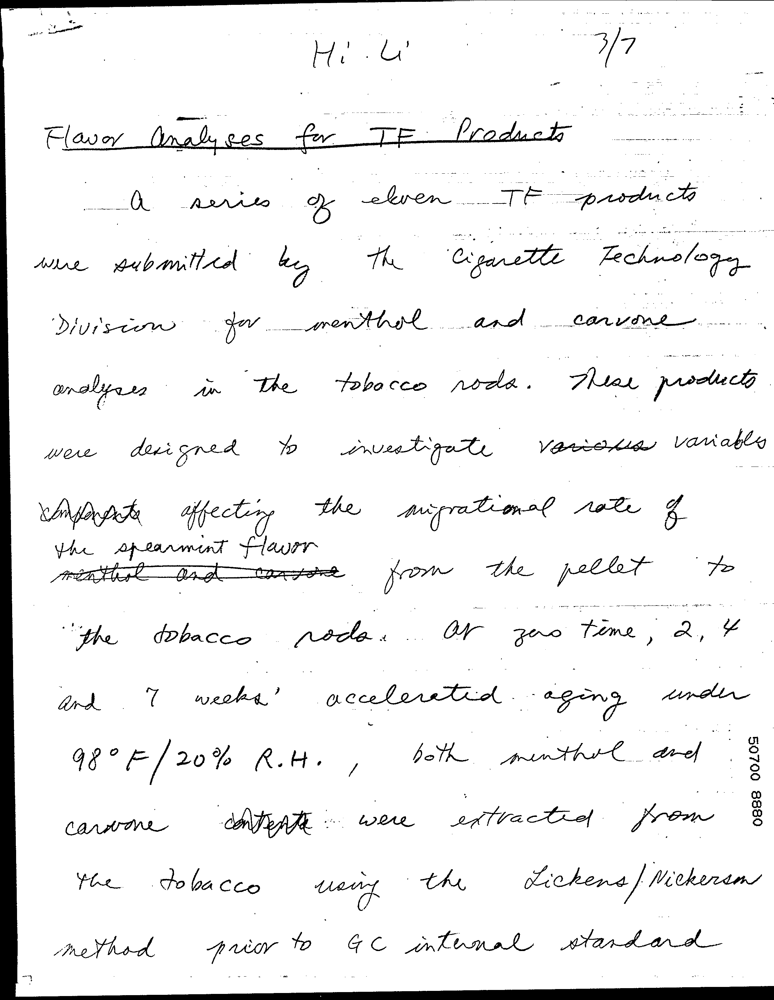 Hi. Li 3/7
Flavor Analyses for TF Products
A series of eleven TF products
were submitted by the Cigarette Technology
Division for menthol and carvone
analyses in the tobacco rods. These products
were designed to investigate various variables
components affecting the migrational rate of
the spearmint flavor
menthol and carvone from the pellet to
the tobacco rods. At zero time, 2, 4
and 7 weeks' accelerated aging under
98°F/20% R.H., both menthol and
carvone contents were extracted from
the tobacco using the Lickens/Nickerson
method prior to GC internal standard
50700 8880